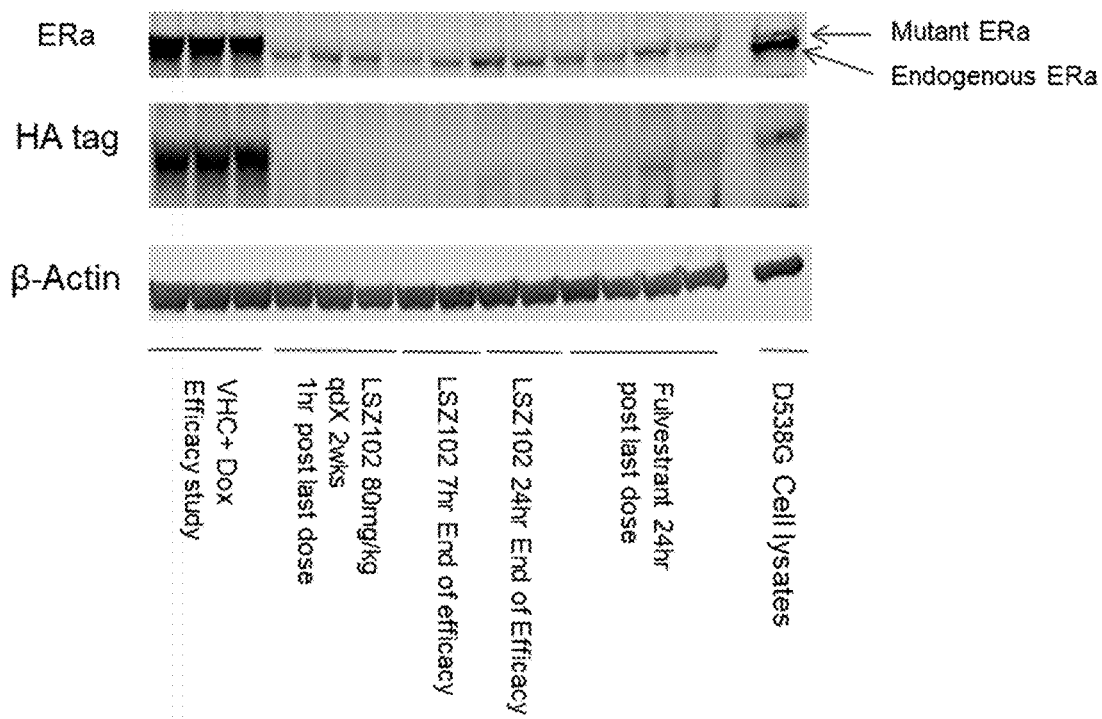 ERa
Mutant ERa
Endogenous ERa
HA tag
β-Actin
VHC+ Dox
Efficacy study
LSZ102 80mg/kg
qdX 2wks
1hr post last dose
LSZ102 7hr End of efficacy
LSZ102 24hr End of Efficacy
Fulvestrant 24hr
post last dose
D538G Cell lysates